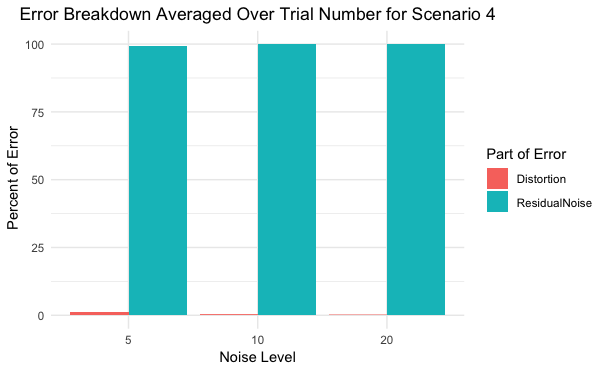 Error Breakdown Averaged Over Trial Number for Scenario 4
Percent of Error
100
75
50
25
0
5 10 20
Noise Level
Part of Error
Distortion
ResidualNoise